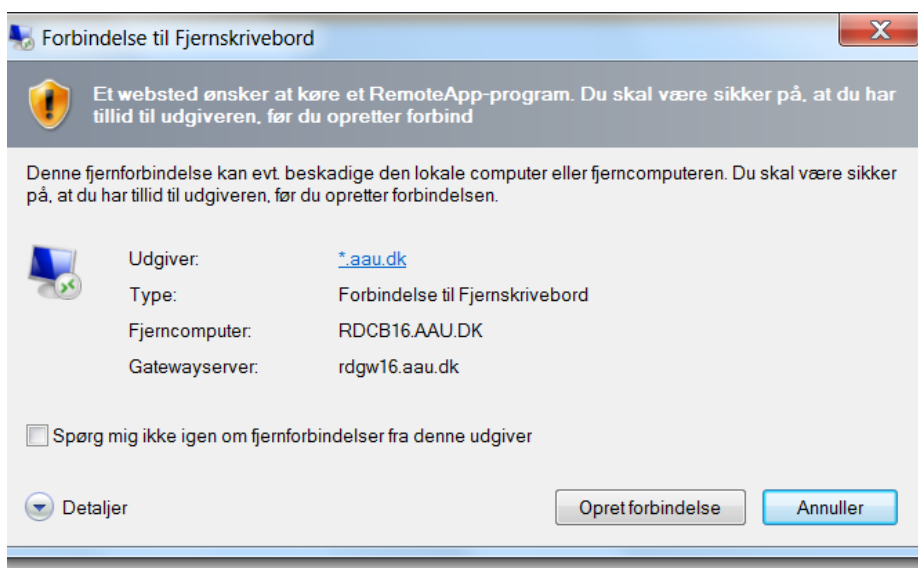 Forbindelse til Fjernskrivebord
Et websted ønsker at køre et RemoteApp-program. Du skal være sikker på, at du har
tillid til udgiveren, før du opretter forbind
Denne fjernforbindelse kan evt. beskadige den lokale computer eller fjerncomputeren. Du skal være sikker
på, at du har tillid til udgiveren, før du opretter forbindelsen.
Udgiver: *.aau.dk
Type: Forbindelse til Fjernskrivebord
Fjerncomputer: RDCB16.AAU.DK
Gatewayserver: rdgw16.aau.dk
Spørg mig ikke igen om fjernforbindelser fra denne udgiver
Detaljer Opret forbindelse Annuller